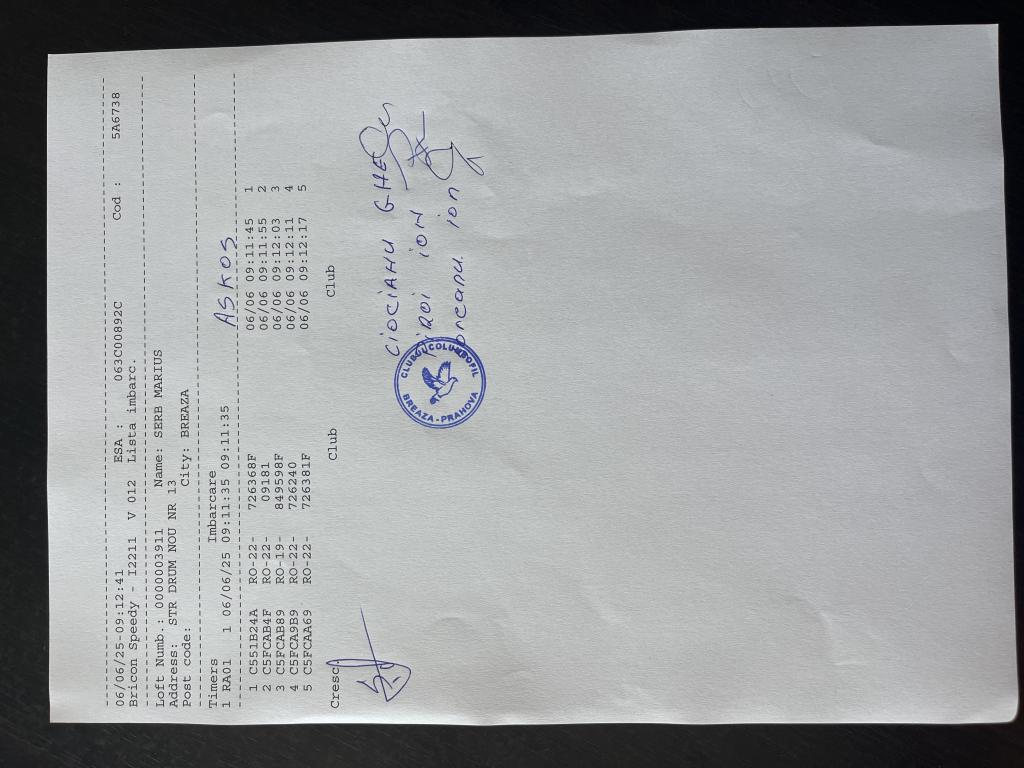 06/06/25-09:12:41 ESA : 063C00892C Cod : 5A6738
Bricon Speedy - I2211 V 012 Lista imbarc.
Loft Numb.: 0000003911 Name: SERB MARIUS
Address: STR DRUM NOU NR 13
Post code: City: BREAZA
Timers Imbarcare
1 RA01 1 06/06/25 09:11:35 09:11:35
ASKOS
1 C551B24A RO-22- 726368F 06/06 09:11:45 1
2 C5FCAB4F RO-22- 09181 06/06 09:11:55 2
3 C5FCAB89 RO-19- 849598F 06/06 09:12:03 3
4 C5FCA9B9 RO-22- 726240 06/06 09:12:11 4
5 C5FCAA69 RO-22- 726381F 06/06 09:12:17 5
Cresc. Club Club
CIOCIANU GHE
ION
ion
CLUBUL COLUMBOFIL
BREAZA-PRAHOVA